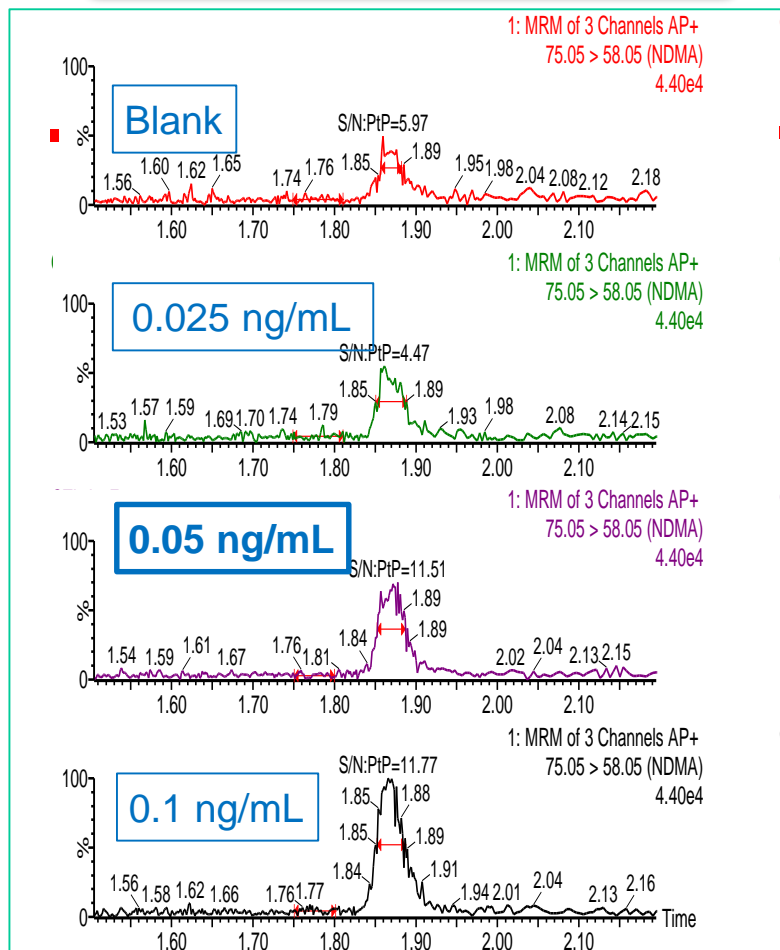 1: MRM of 3 Channels AP+
75.05 > 58.05 (NDMA)
4.40e4
100
Blank
S/N:PtP=5.97
%
1.56 1.60 1.62 1.65 1.74 1.76 1.85 1.89 1.95 1.98 2.04 2.08 2.12 2.18
0
1.60 1.70 1.80 1.90 2.00 2.10
1: MRM of 3 Channels AP+
75.05 > 58.05 (NDMA)
4.40e4
100
0.025 ng/mL
S/N:PtP=4.47
%
1.53 1.57 1.59 1.69 1.70 1.74 1.79 1.85 1.89 1.93 1.98 2.08 2.14 2.15
0
1.60 1.70 1.80 1.90 2.00 2.10
1: MRM of 3 Channels AP+
75.05 > 58.05 (NDMA)
4.40e4
100
0.05 ng/mL
S/N:PtP=11.51
%
1.89
1.54 1.59 1.61 1.67 1.76 1.81 1.84 1.89 2.02 2.04 2.13 2.15
0
1.60 1.70 1.80 1.90 2.00 2.10
1: MRM of 3 Channels AP+
75.05 > 58.05 (NDMA)
4.40e4
100
S/N:PtP=11.77
0.1 ng/mL
1.85 1.88
%
1.85 1.89
1.56 1.58 1.62 1.66 1.76 1.77 1.84 1.91 1.94 2.01 2.04 2.13 2.16
0
Time
1.60 1.70 1.80 1.90 2.00 2.10